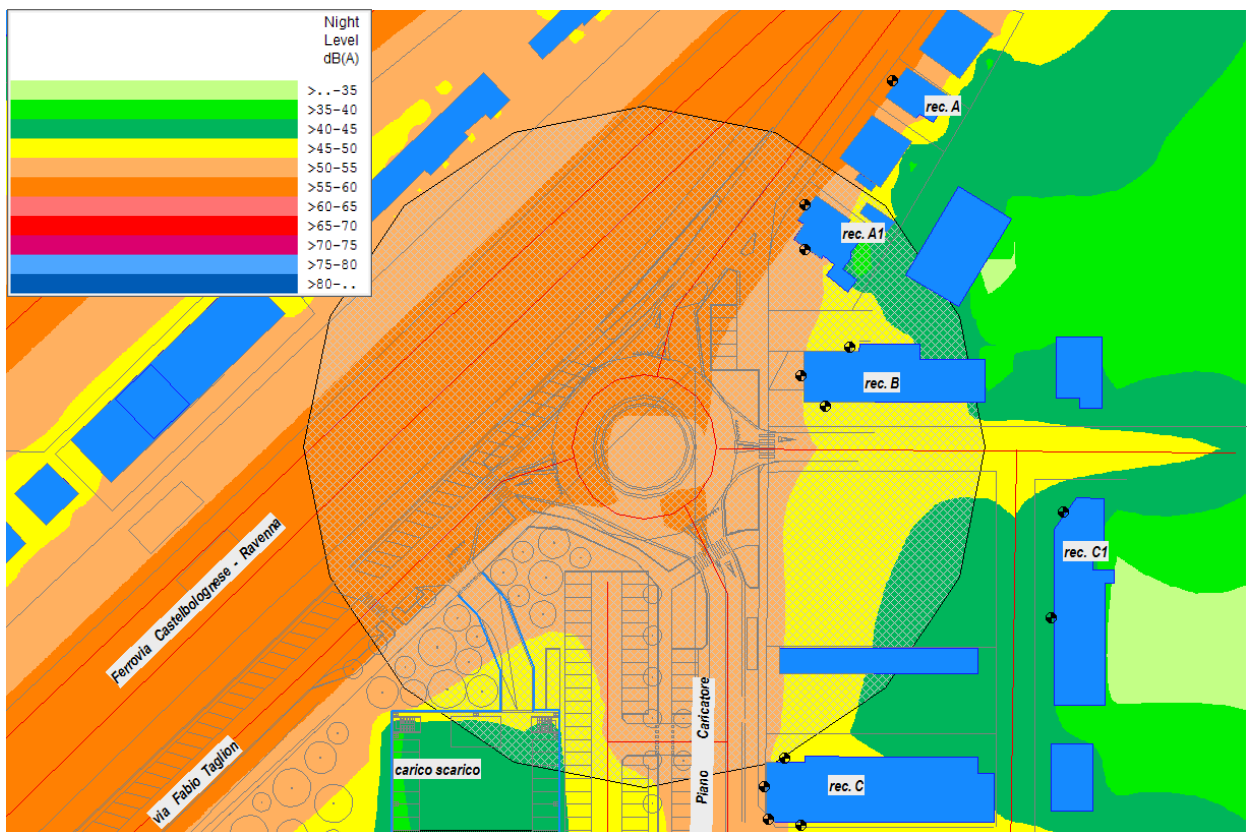 Night
Level
dB(A)
>..-35
>35-40
>40-45
>45-50
>50-55
>55-60
>60-65
>65-70
>70-75
>75-80
>80-..
rec. A
rec. A1
rec. B
rec. C1
Ferrovia Castelbolognese - Ravenna
via Fabio Taglion
carico scarico
Piano Caricatore
rec. C